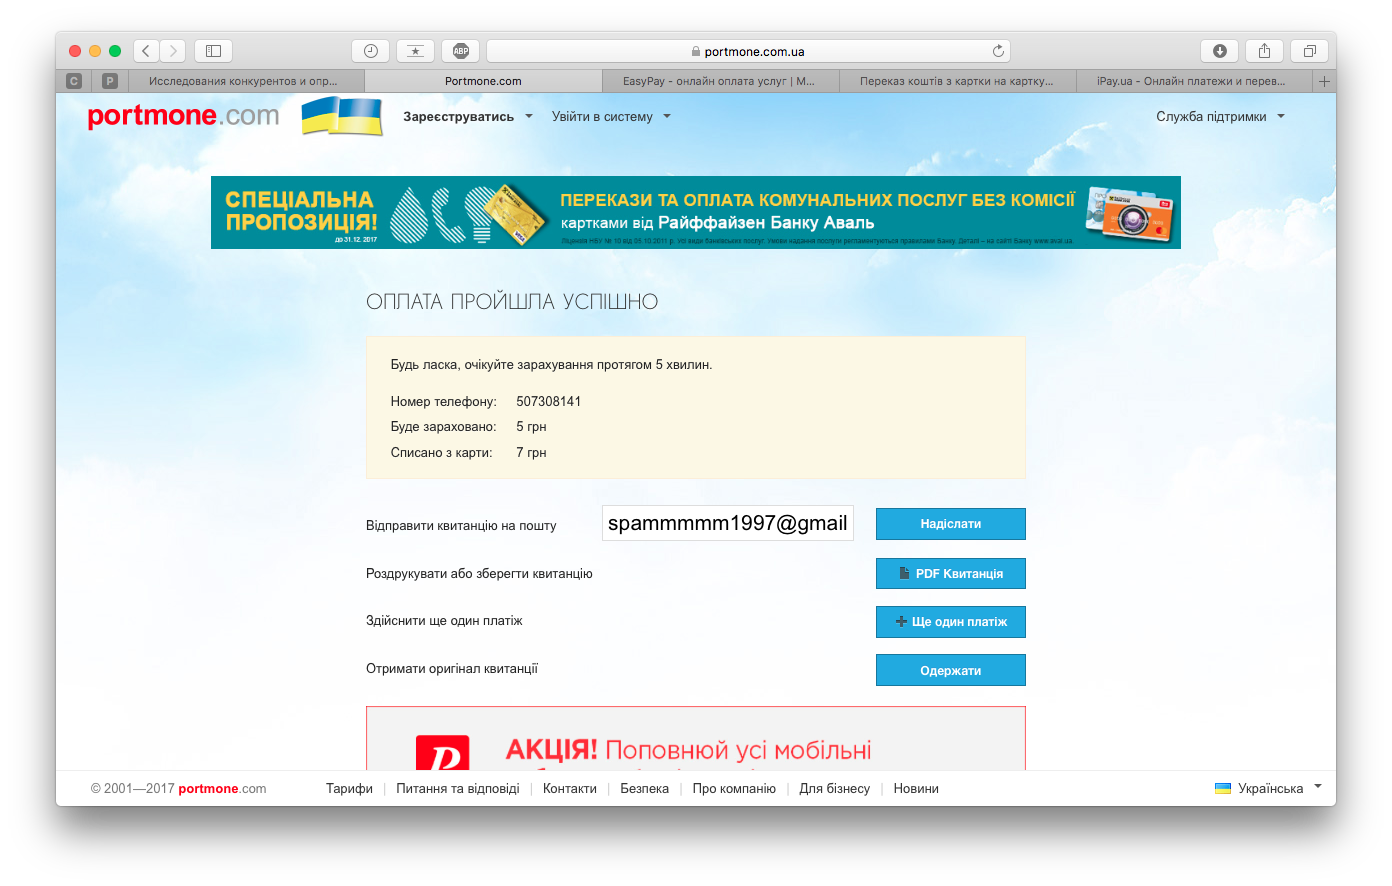 portmone.com.ua
C
P
Исследования конкурентов и опр...
Portmone.com
EasyPay - онлайн оплата услуг | М...
Переказ коштів з картки на картку...
iPay.ua - Онлайн платежи и перев...
ABP
portmone.com
Зареєструватись
Увійти в систему
Служба підтримки
СПЕЦІАЛЬНА
ПРОПОЗИЦІЯ!
до 31.12. 2017
ПЕРЕКАЗИ ТА ОПЛАТА КОМУНАЛЬНИХ ПОСЛУГ БЕЗ КОМІСІЇ
картками від Райффайзен Банку Аваль
VISA
ОПЛАТА ПРОЙШЛА УСПІШНО
Будь ласка, очікуйте зарахування протягом 5 хвилин.
Номер телефону: 507308141
Буде зараховано: 5 грн
Списано з карти: 7 грн
Відправити квитанцію на пошту spammmmm1997@gmail Надіслати
Роздрукувати або зберегти квитанцію PDF Квитанція
Здійснити ще один платіж Ще один платіж
Отримати оригінал квитанції Одержати
АКЦІЯ! Поповнюй усі мобільні
© 2001—2017 portmone.com
Тарифи | Питання та відповіді | Контакти | Безпека | Про компанію | Для бізнесу | Новини
Українська